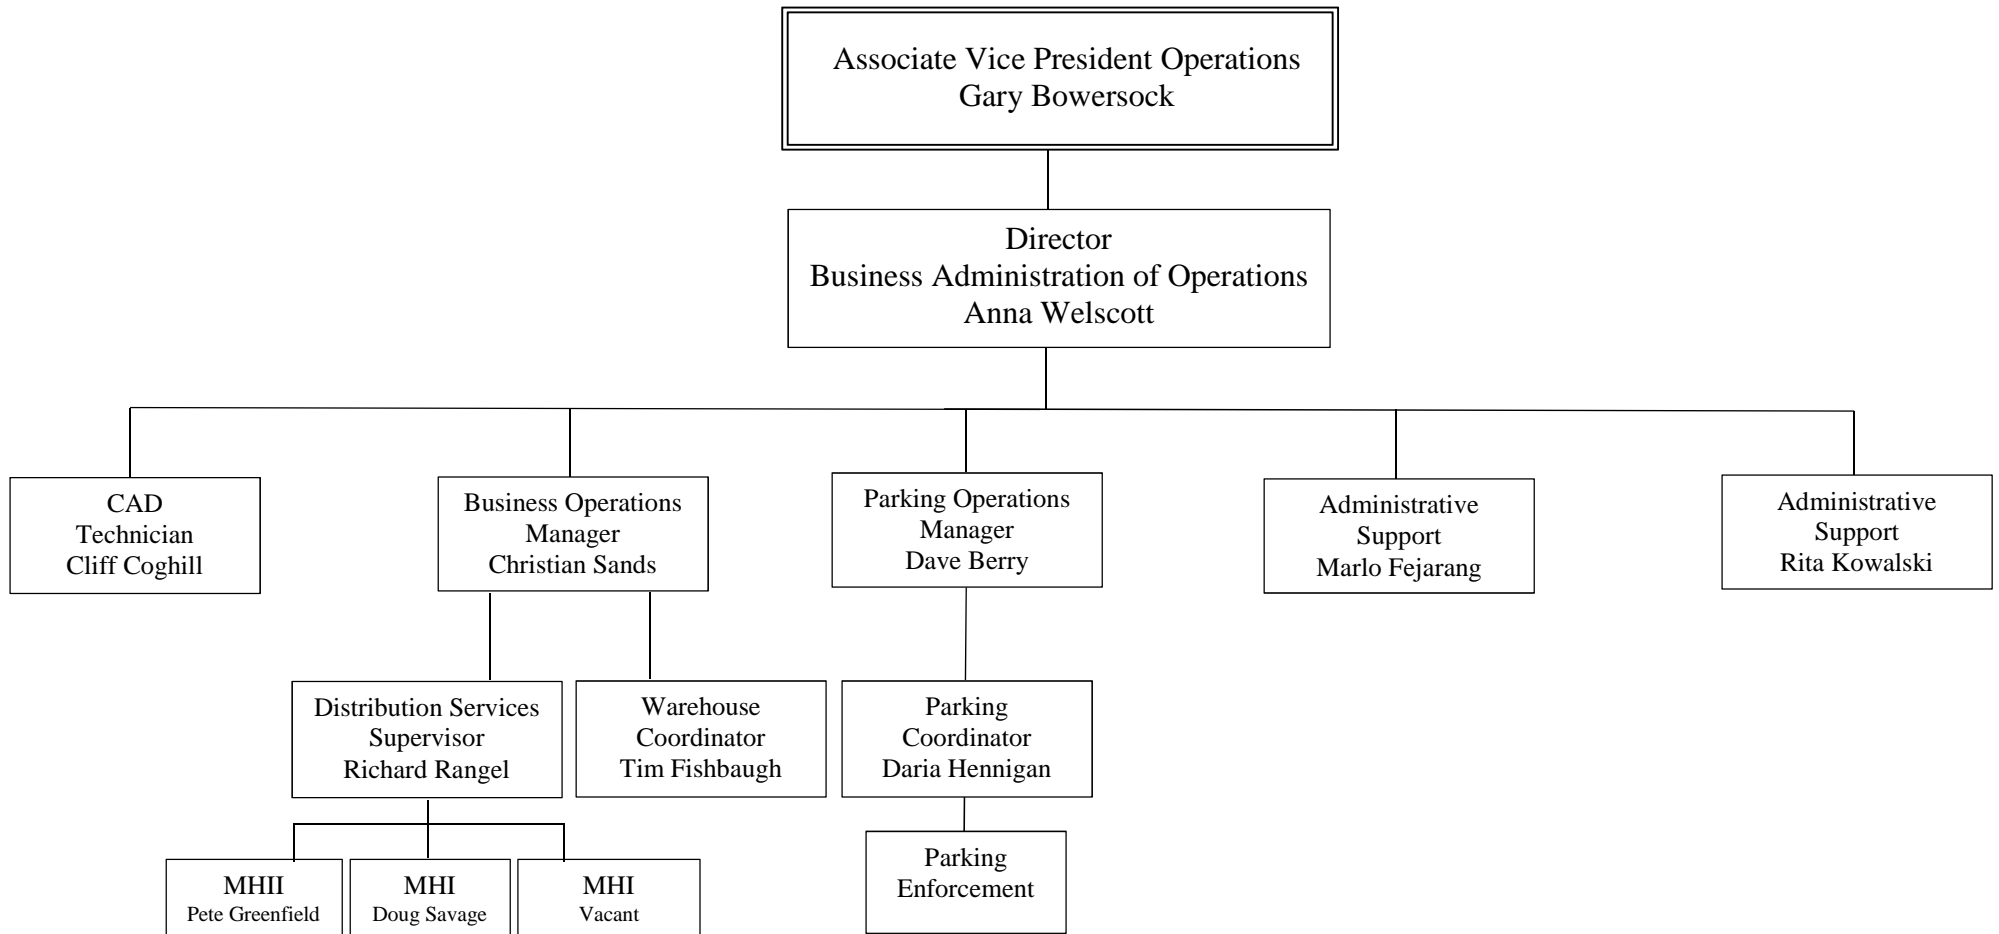 Associate Vice President Operations
Gary Bowersock
Director
Business Administration of Operations
Anna Welscott
CAD
Technician
Cliff Coghill
Business Operations
Manager
Christian Sands
Parking Operations
Manager
Dave Berry
Administrative
Support
Marlo Fejarang
Administrative
Support
Rita Kowalski
Distribution Services
Supervisor
Richard Rangel
Warehouse
Coordinator
Tim Fishbaugh
Parking
Coordinator
Daria Hennigan
MHII
Pete Greenfield
MHI
Doug Savage
MHI
Vacant
Parking
Enforcement